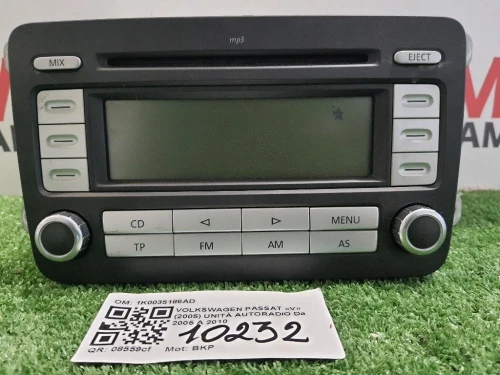 mp3
MIX
EJECT
CD
MENU
TP
FM
AM
AS
OM: 1K0035186AD
VOLKSWAGEN PASSAT «V»
(2005) UNITÀ AUTORADIO Da
2005 A 2010
10232
QR: 08559cf Mot: BKP